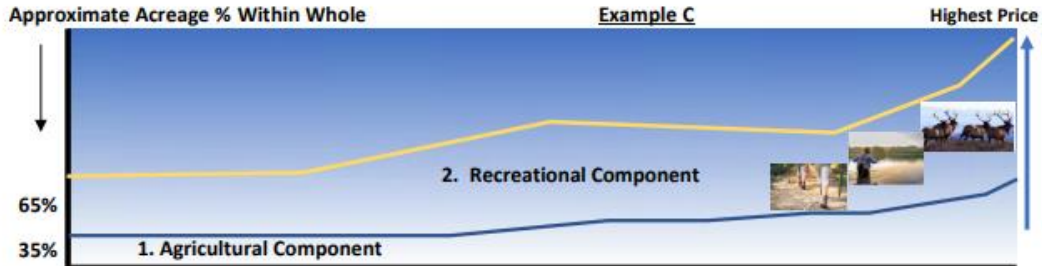 Approximate Acreage % Within Whole
Example C
Highest Price
2. Recreational Component
65%
35%
1. Agricultural Component